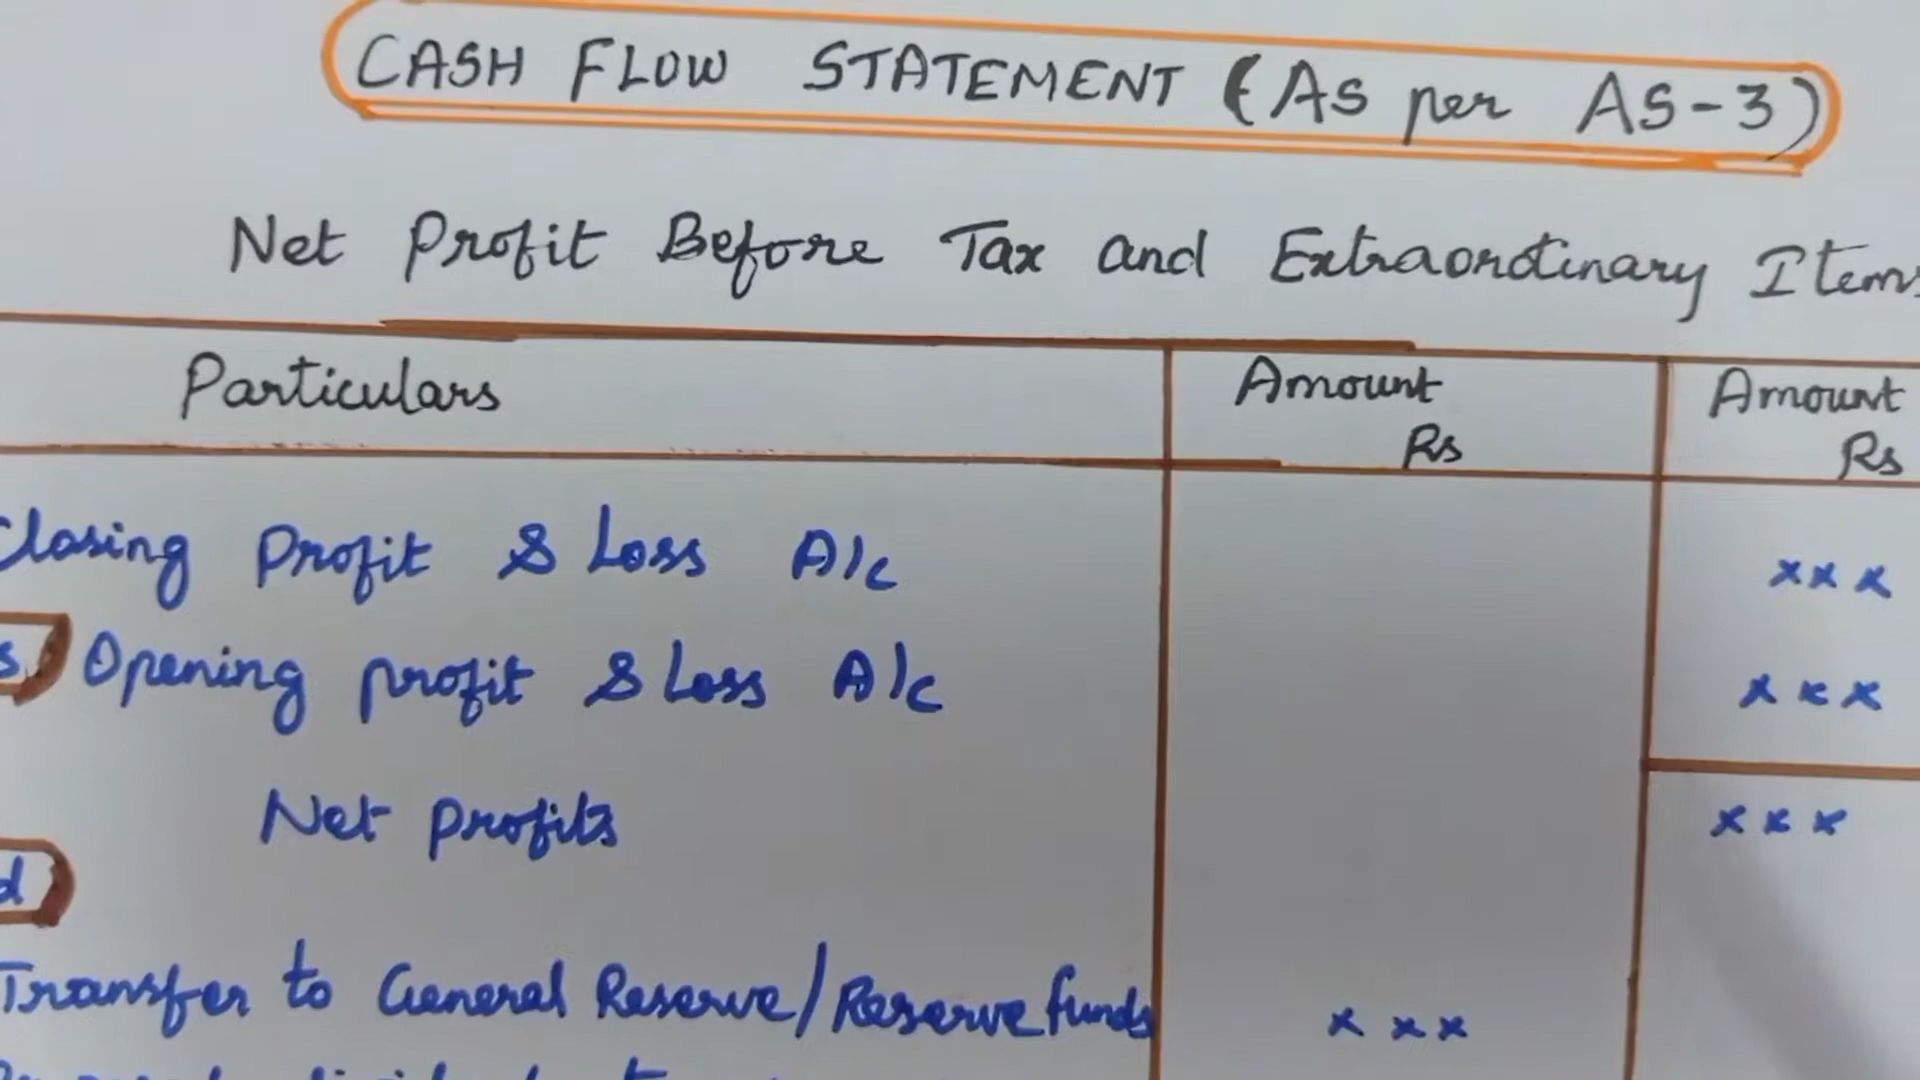 CASH FLOW STATEMENT (As per AS-3)
Net Profit Before Tax and Extraordinary Items
Particulars Amount Rs Amount Rs
Closing Profit & Loss A/c xxx
Opening profit & Loss A/c xxx
Net Profits xxx
Transfer to General Reserve/Reserve funds xxx